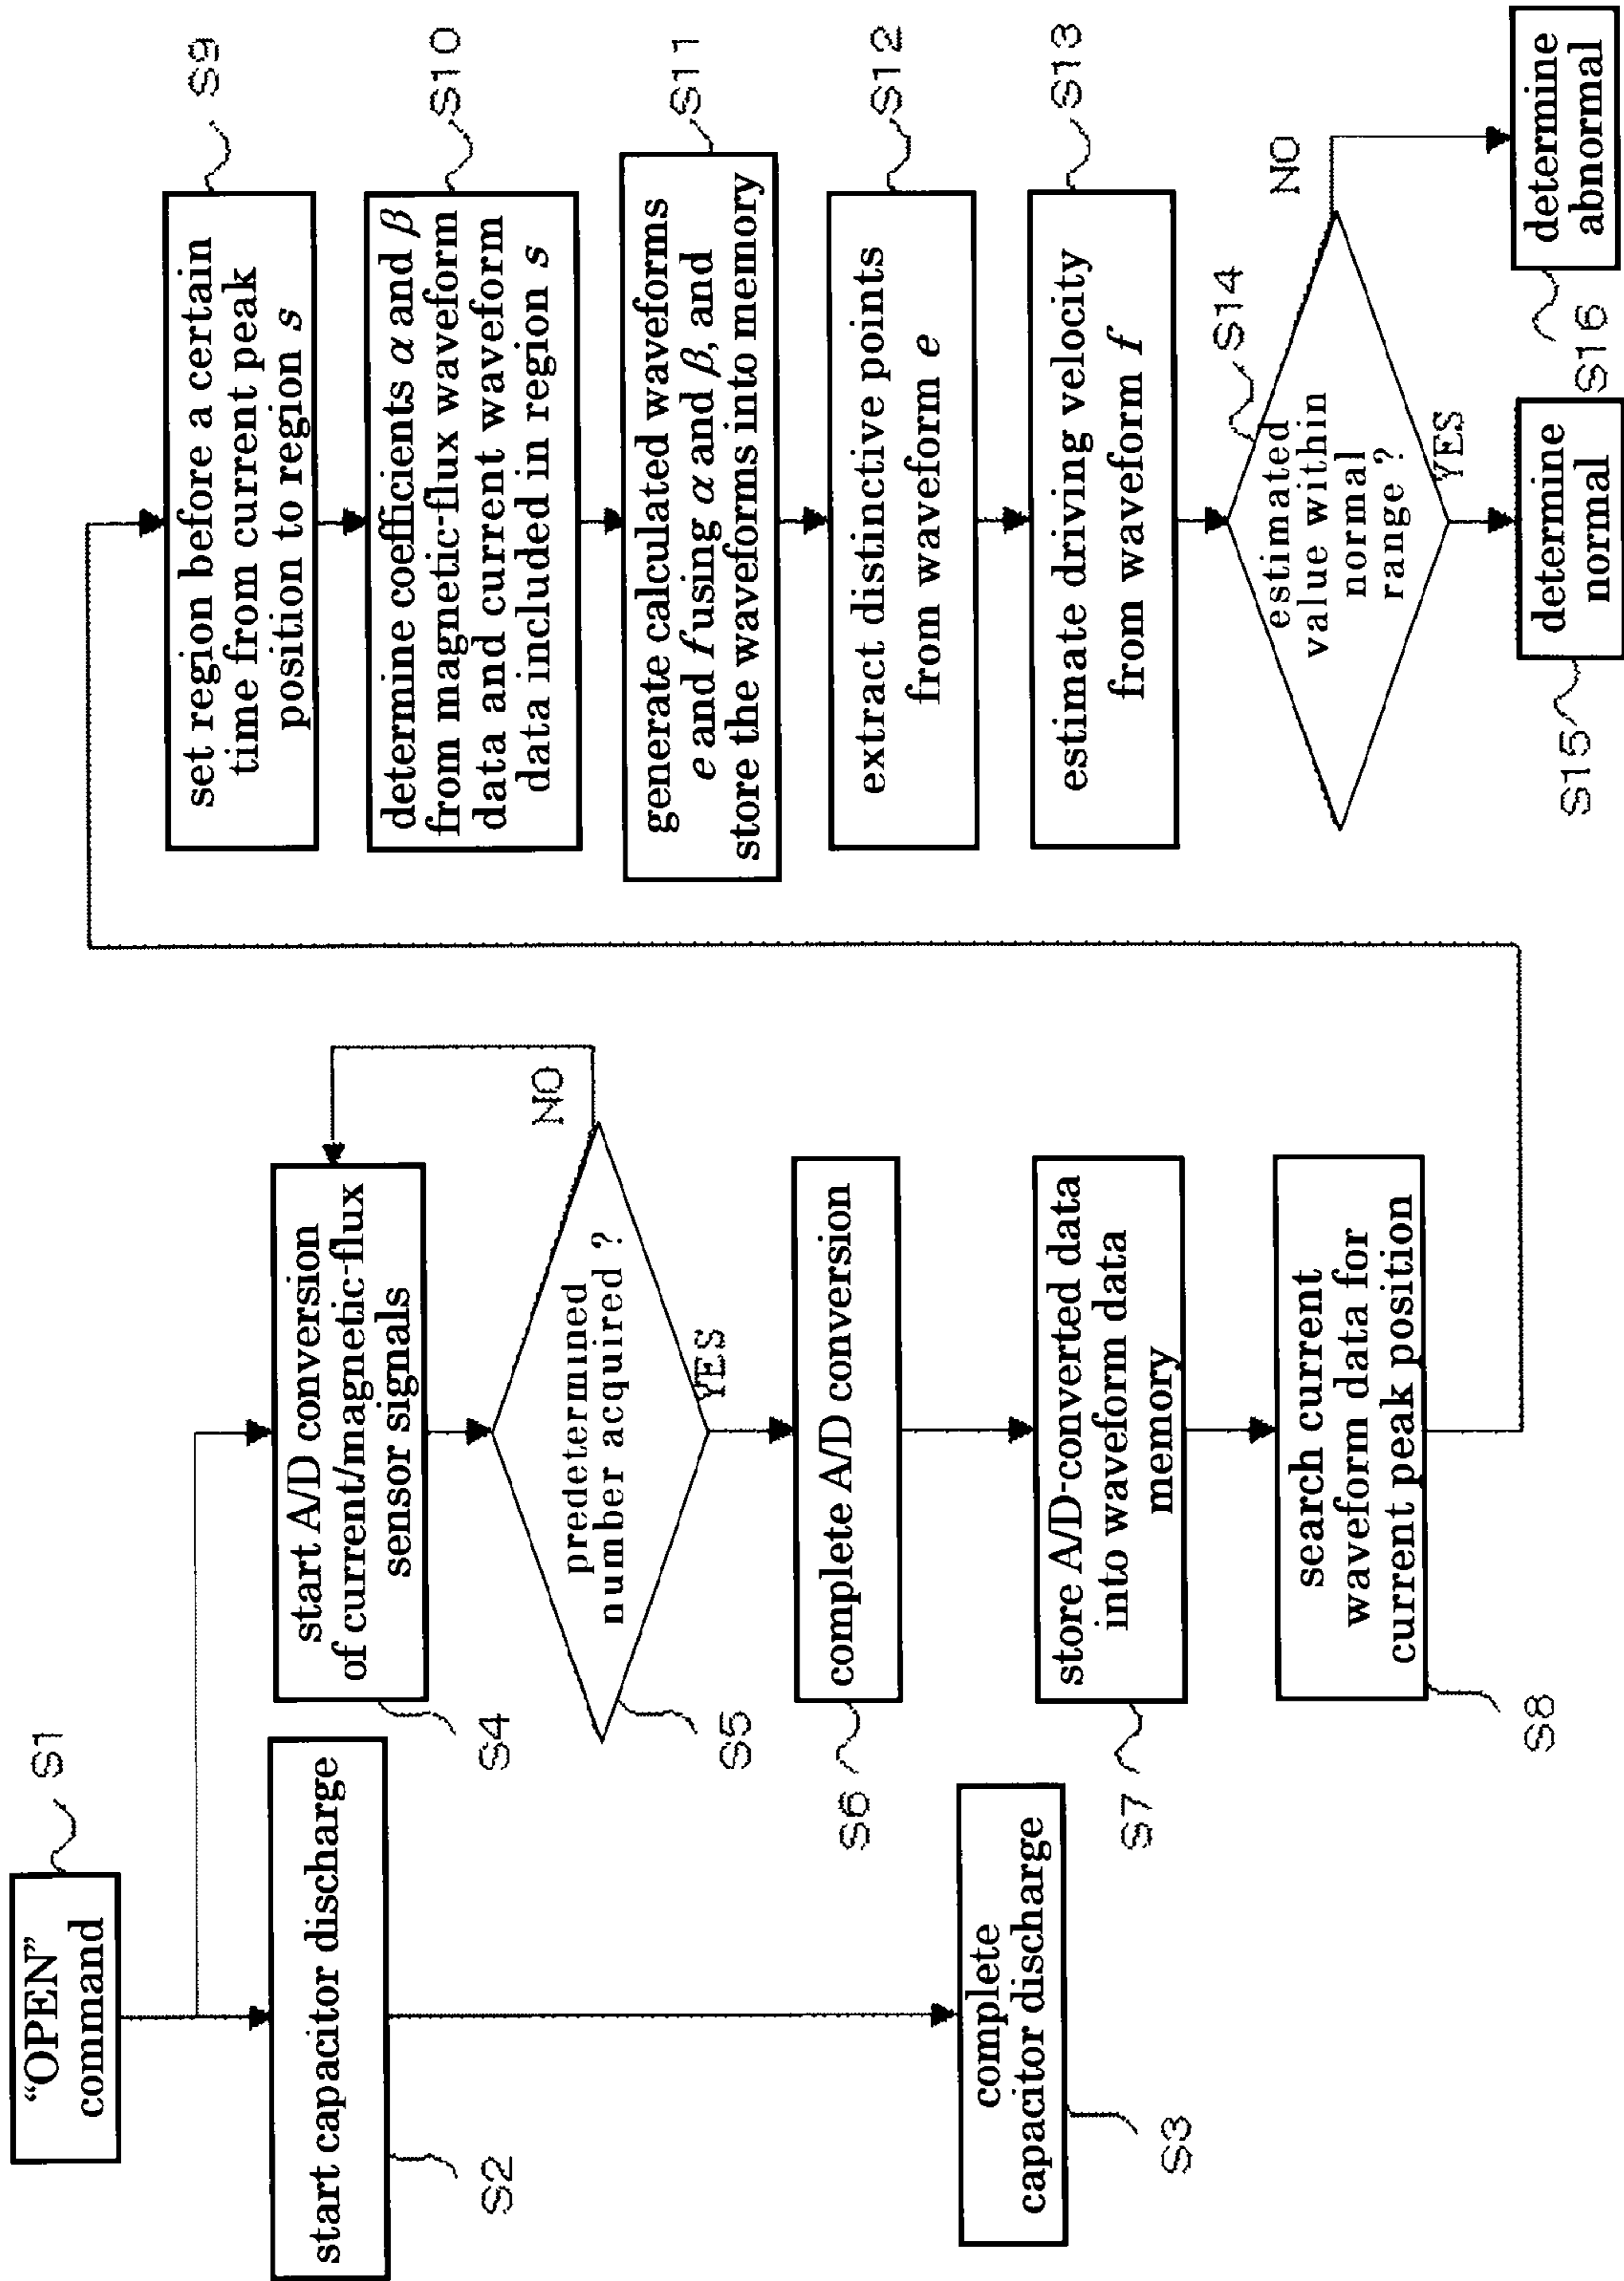 "OPEN"
command
S1
start capacitor discharge
S2
complete
capacitor discharge
S3
start A/D conversion
of current/magnetic-flux
sensor signals
S4
predetermined
number acquired ?
S5
NO
YES
complete A/D conversion
S6
store A/D-converted data
into waveform data
memory
S7
search current
waveform data for
current peak position
S8
set region before a certain
time from current peak
position to region s
S9
determine coefficients α and β
from magnetic-flux waveform
data and current waveform
data included in region s
S10
generate calculated waveforms
e and f using α and β, and
store the waveforms into memory
S11
extract distinctive points
from waveform e
S12
estimate driving velocity
from waveform f
S13
estimated
value within
normal
range ?
S14
NO
YES
determine
normal
S15
determine
abnormal
S16